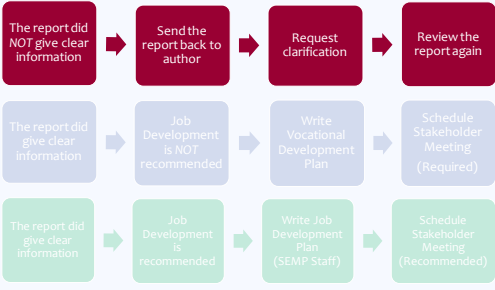 The report did
NOT give clear
information
Send the
report back to
author
Request
clarification
Review the
report again
The report did
give clear
information
Job
Development
is NOT
recommended
Write
Vocational
Development
Plan
Schedule
Stakeholder
Meeting
(Required)
The report did
give clear
information
Job
Development
is
recommended
Write Job
Development
Plan
(SEMP Staff)
Schedule
Stakeholder
Meeting
(Recommended)